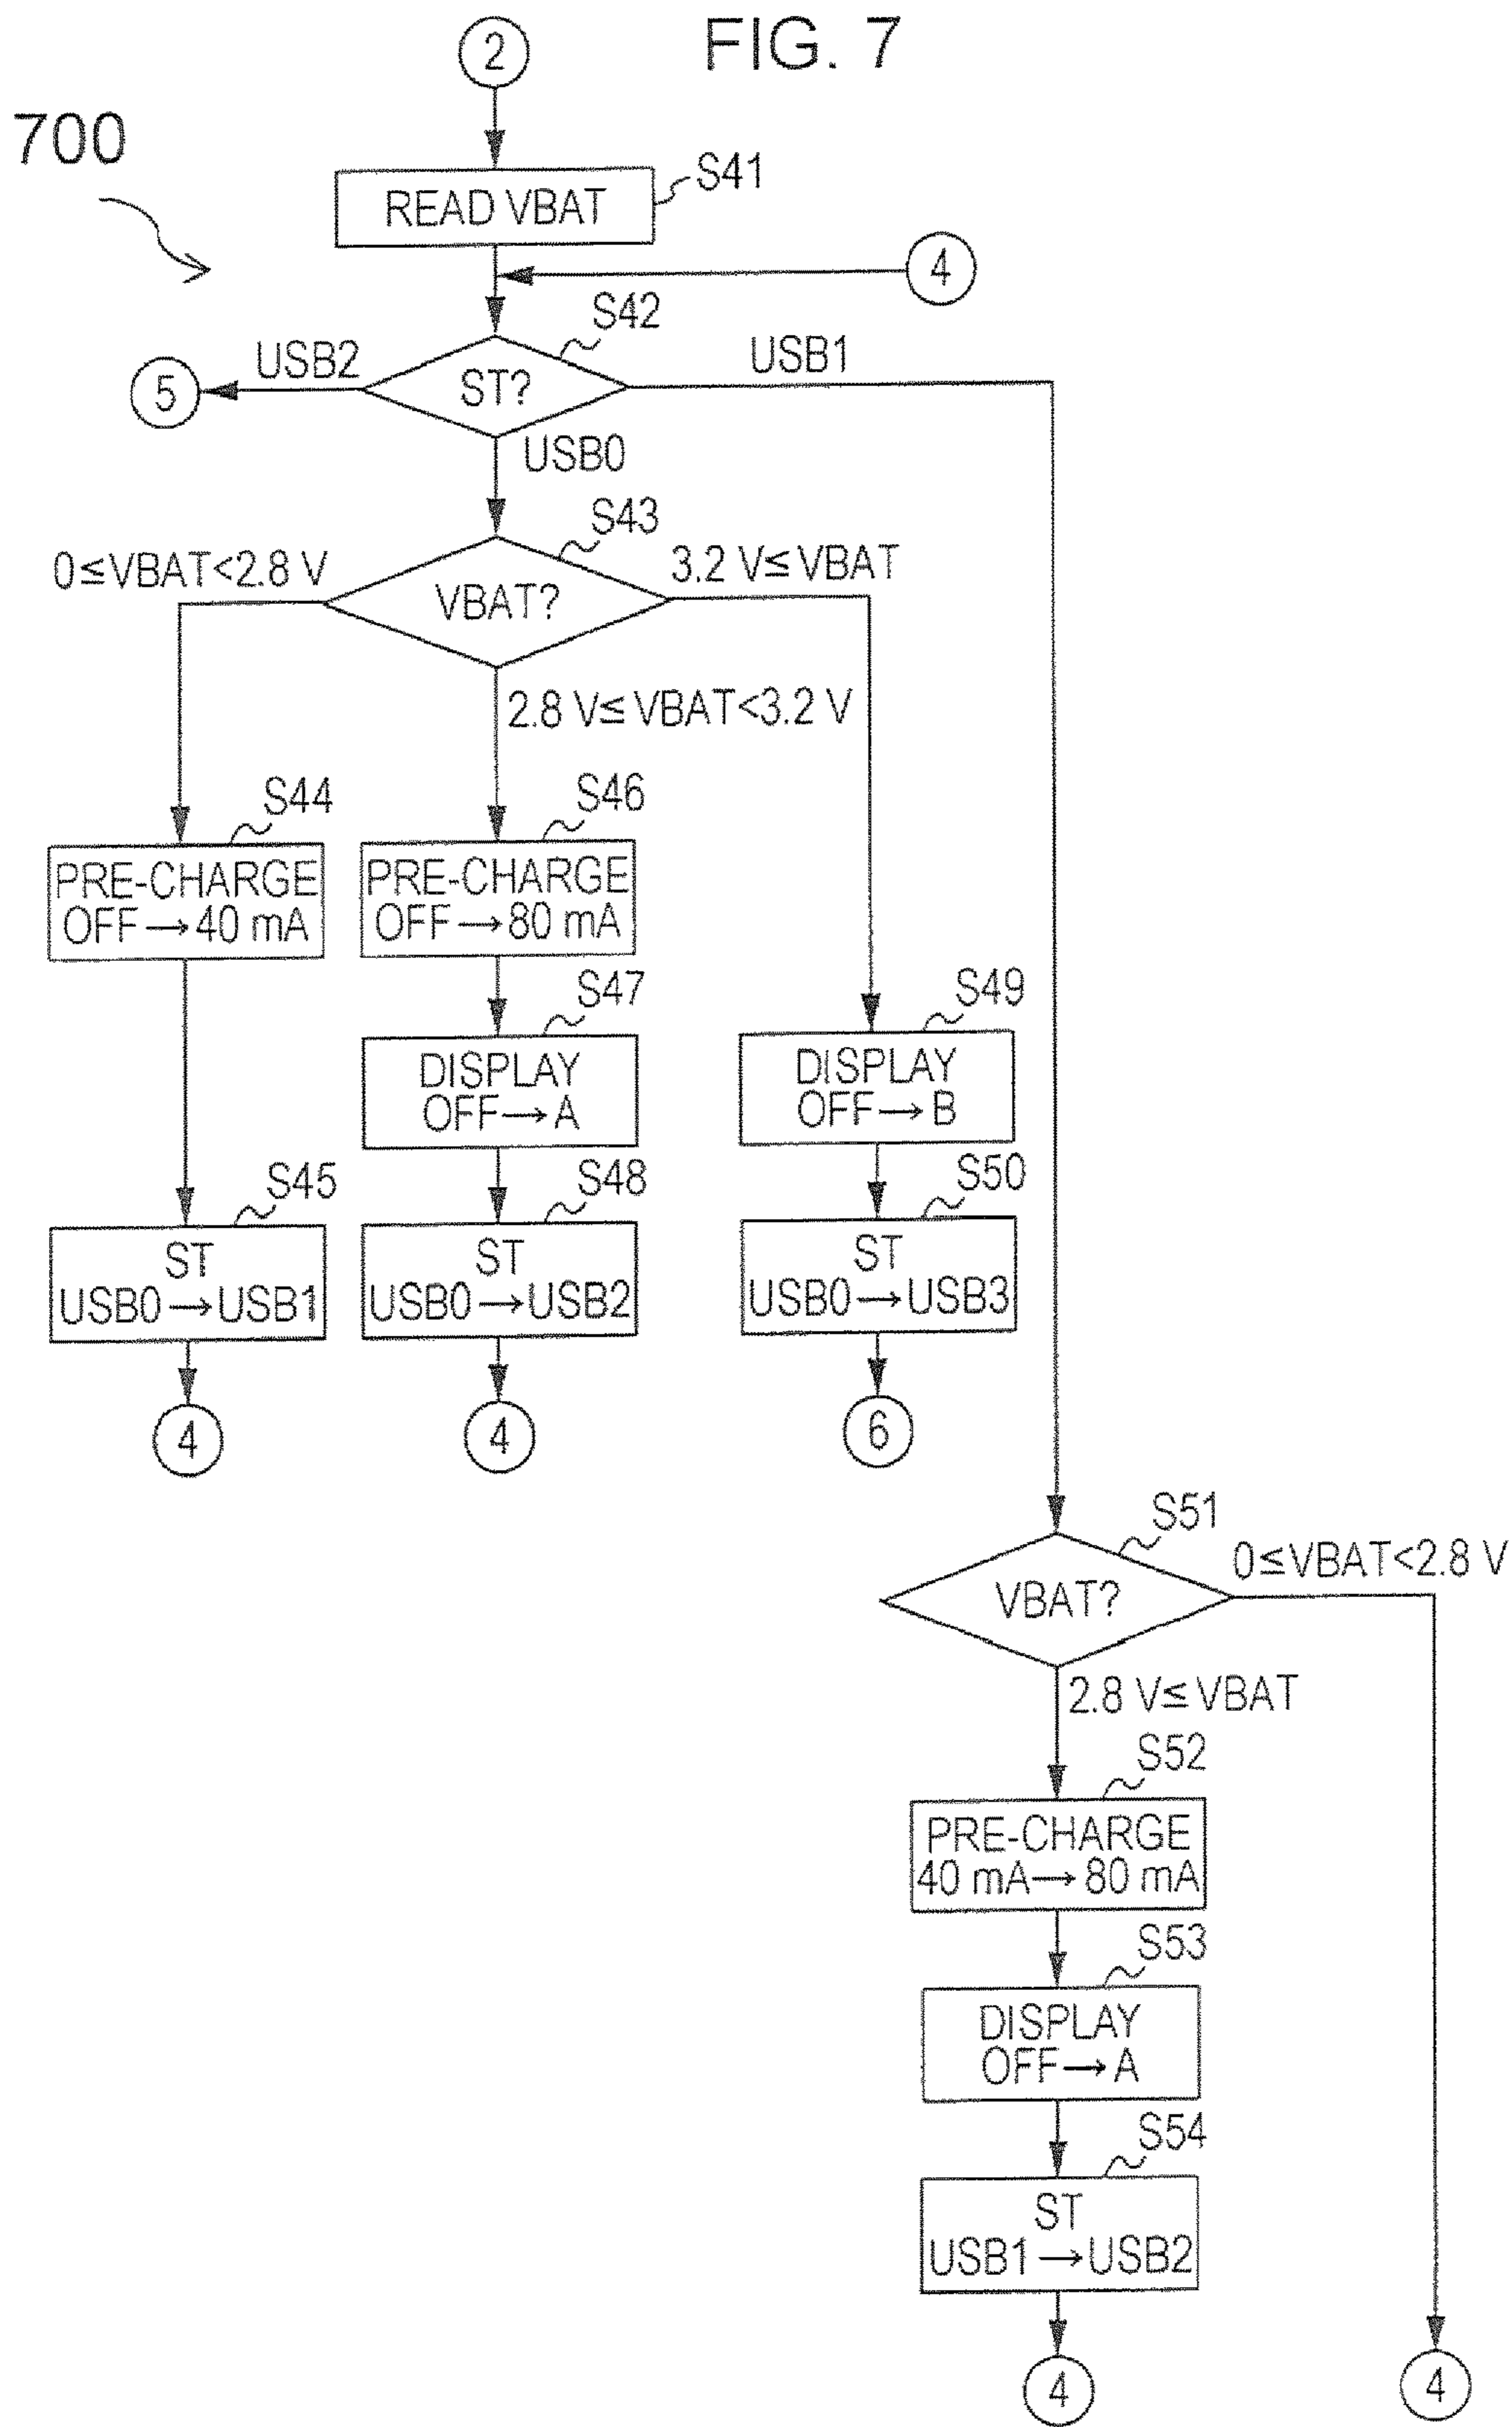 FIG. 7
2
700
READ VBAT
S41
4
S42
USB2
ST?
USB1
5
USB0
S43
0≤VBAT<2.8 V
VBAT?
3.2 V≤VBAT
2.8 V≤VBAT<3.2 V
S44
PRE-CHARGE
OFF→40 mA
S46
PRE-CHARGE
OFF→80 mA
S47
DISPLAY
OFF→A
S49
DISPLAY
OFF→B
S45
ST
USB0→USB1
S48
ST
USB0→USB2
S50
ST
USB0→USB3
4
4
6
S51
VBAT?
0≤VBAT<2.8 V
2.8 V≤VBAT
S52
PRE-CHARGE
40 mA→80 mA
S53
DISPLAY
OFF→A
S54
ST
USB1→USB2
4
4